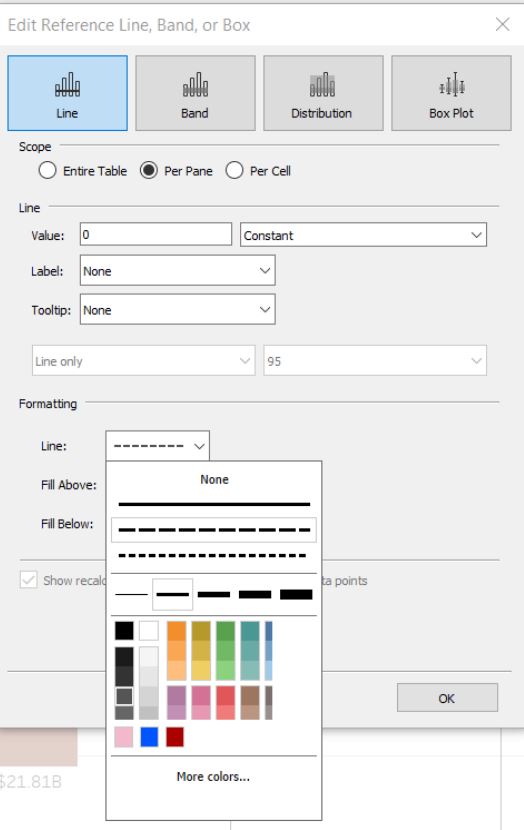 Edit Reference Line, Band, or Box
Line Band Distribution Box Plot
Scope
Entire Table Per Pane Per Cell
Line
Value: 0 Constant
Label: None
Tooltip: None
Line only 95
Formatting
Line:
None
Fill Above:
Fill Below:
Show recalc ta points
OK
More colors...
$21.81B